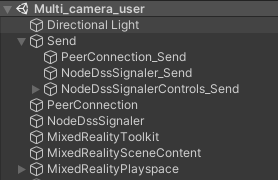 Multi_camera_user
Directional Light
Send
PeerConnection_Send
NodeDssSignaler_Send
NodeDssSignalerControls_Send
PeerConnection
NodeDssSignaler
MixedRealityToolkit
MixedRealitySceneContent
MixedRealityPlayspace